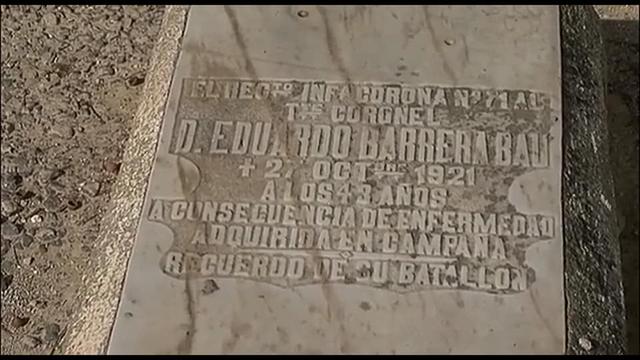 EL REGTº INFA CORONA Nº 71 AL
TTE CORONEL
D. EDUARDO BARRERA BAU
+ 27 OCTBRE 1921
A LOS 43 AÑOS
A CONSECUENCIA DE ENFERMEDAD
ADQUIRIDA EN CAMPAÑA
RECUERDO DE SU BATALLON